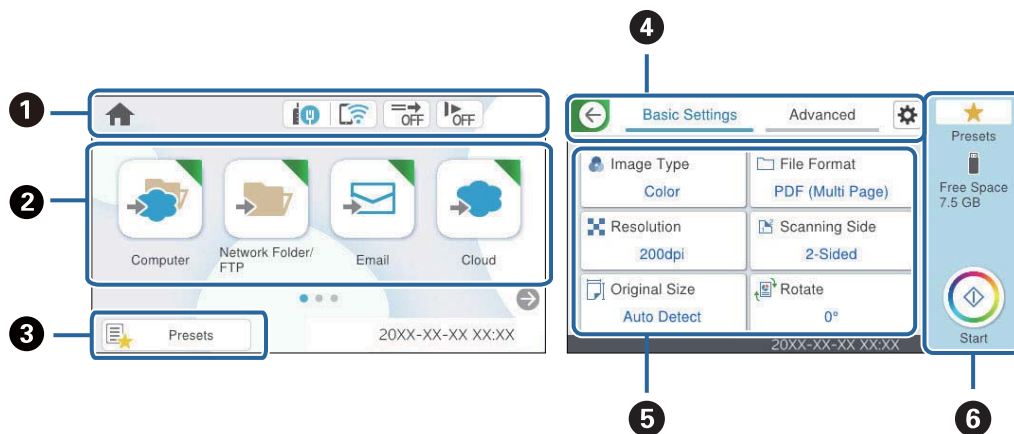 4
1
OFF
OFF
2
Computer
Network Folder/
FTP
Email
Cloud
3
Presets
20XX-XX-XX XX:XX
Basic Settings
Advanced
Image Type
Color
File Format
PDF (Multi Page)
Resolution
200dpi
Scanning Side
2-Sided
Original Size
Auto Detect
Rotate
0°
20XX-XX-XX XX:XX
Presets
Free Space
7.5 GB
Start
5
6